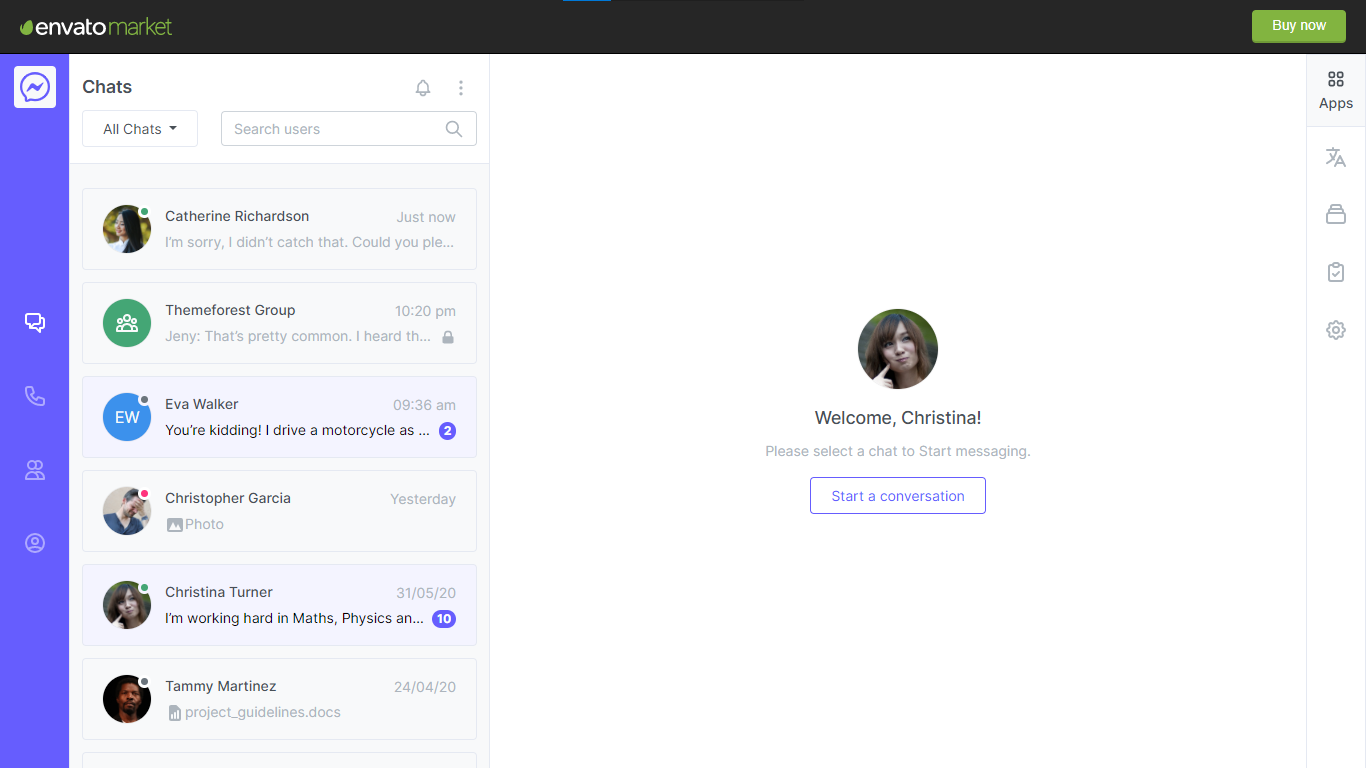 envato market
Buy now
Chats
All Chats
Search users
Catherine Richardson
Just now
I’m sorry, I didn’t catch that. Could you ple...
Themeforest Group
10:20 pm
Jeny: That’s pretty common. I heard th...
EW
Eva Walker
09:36 am
You’re kidding! I drive a motorcycle as ...
2
Christopher Garcia
Yesterday
Photo
Christina Turner
31/05/20
I’m working hard in Maths, Physics an...
10
Tammy Martinez
24/04/20
project_guidelines.docs
Welcome, Christina!
Please select a chat to Start messaging.
Start a conversation
Apps